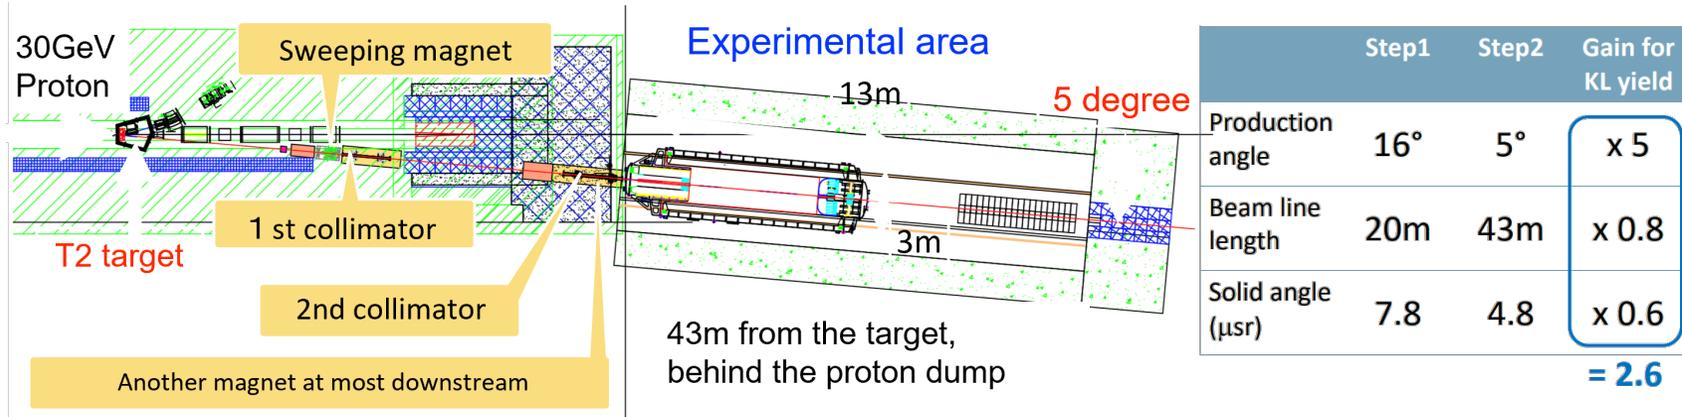 30GeV
Proton
Sweeping magnet
1 st collimator
T2 target
2nd collimator
Another magnet at most downstream
Experimental area
13m
5 degree
3m
43m from the target,
behind the proton dump
Step1 Step2 Gain for KL yield
Production angle 16° 5° x 5
Beam line length 20m 43m x 0.8
Solid angle (μsr) 7.8 4.8 x 0.6
= 2.6